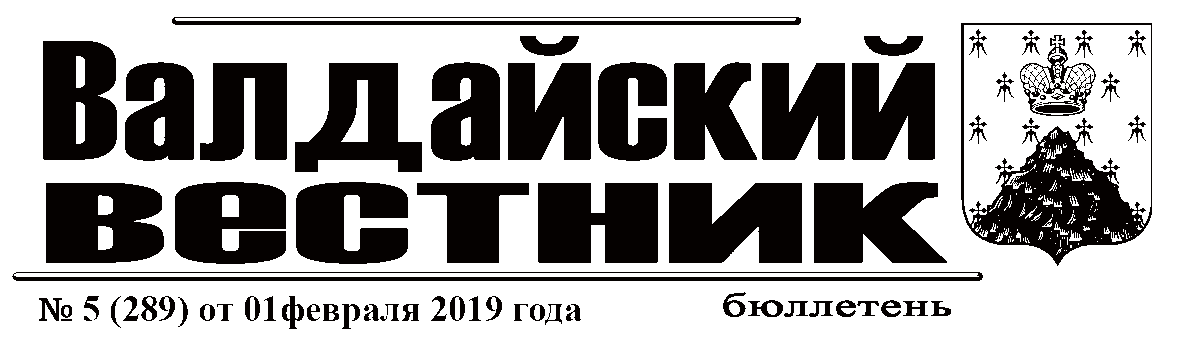 Валдайский
вестник
№ 5 (289) от 01февраля 2019 года
бюллетень